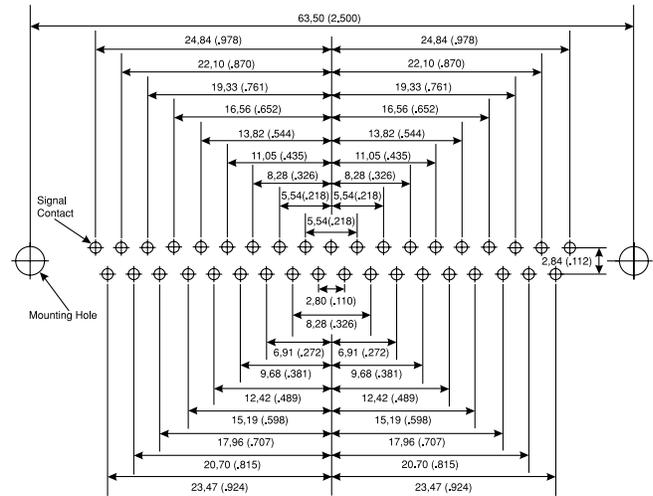 63,50 (2,500)
24,84 (.978) 24,84 (.978)
22,10 (.870) 22,10 (.870)
19,33 (.761) 19,33 (.761)
16,56 (.652) 16,56 (.652)
13,82 (.544) 13,82 (.544)
11,05 (.435) 11,05 (.435)
8,28 (.326) 8,28 (.326)
5,54(.218) 5,54(.218)
5,54(.218)
Signal
Contact
2,84 (.112)
Mounting Hole
2,80 (.110)
8,28 (.326)
6,91 (.272) 6,91 (.272)
9,68 (.381) 9,68 (.381)
12,42 (.489) 12,42 (.489)
15,19 (.598) 15,19 (.598)
17,96 (.707) 17,96 (.707)
20,70 (.815) 20,70 (.815)
23,47 (.924) 23,47 (.924)